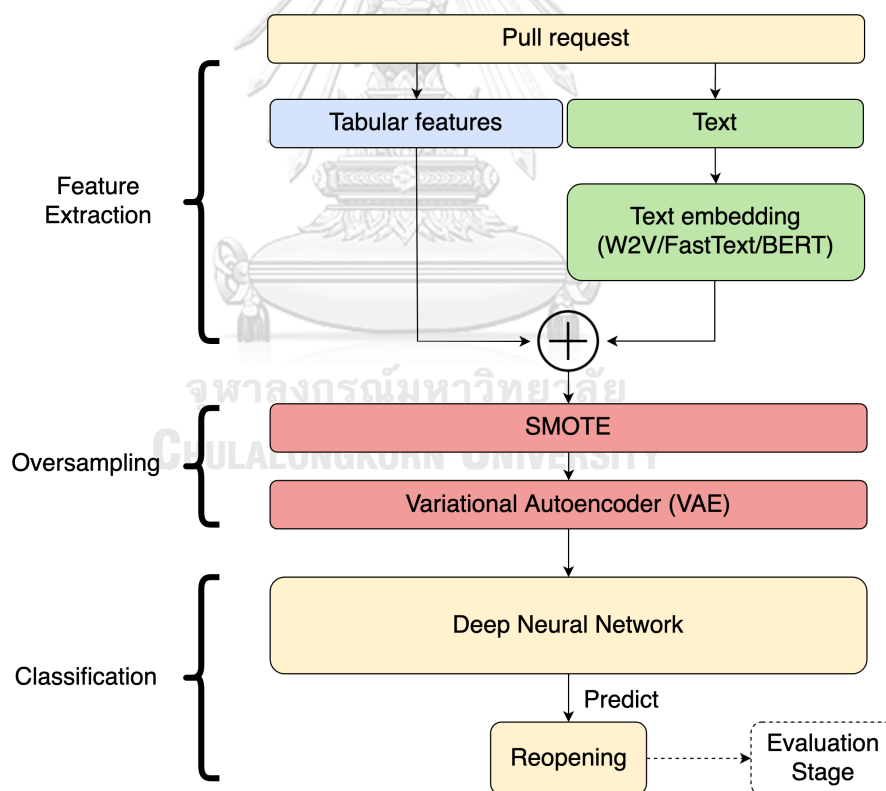 Pull request
Tabular features
Text
Feature
Extraction
Text embedding
(W2V/FastText/BERT)
จุฬาลงกรณ์มหาวิทยาลัย
CHULALONGKORN UNIVERSITY
Oversampling
SMOTE
Variational Autoencoder (VAE)
Classification
Deep Neural Network
Predict
Reopening
Evaluation
Stage